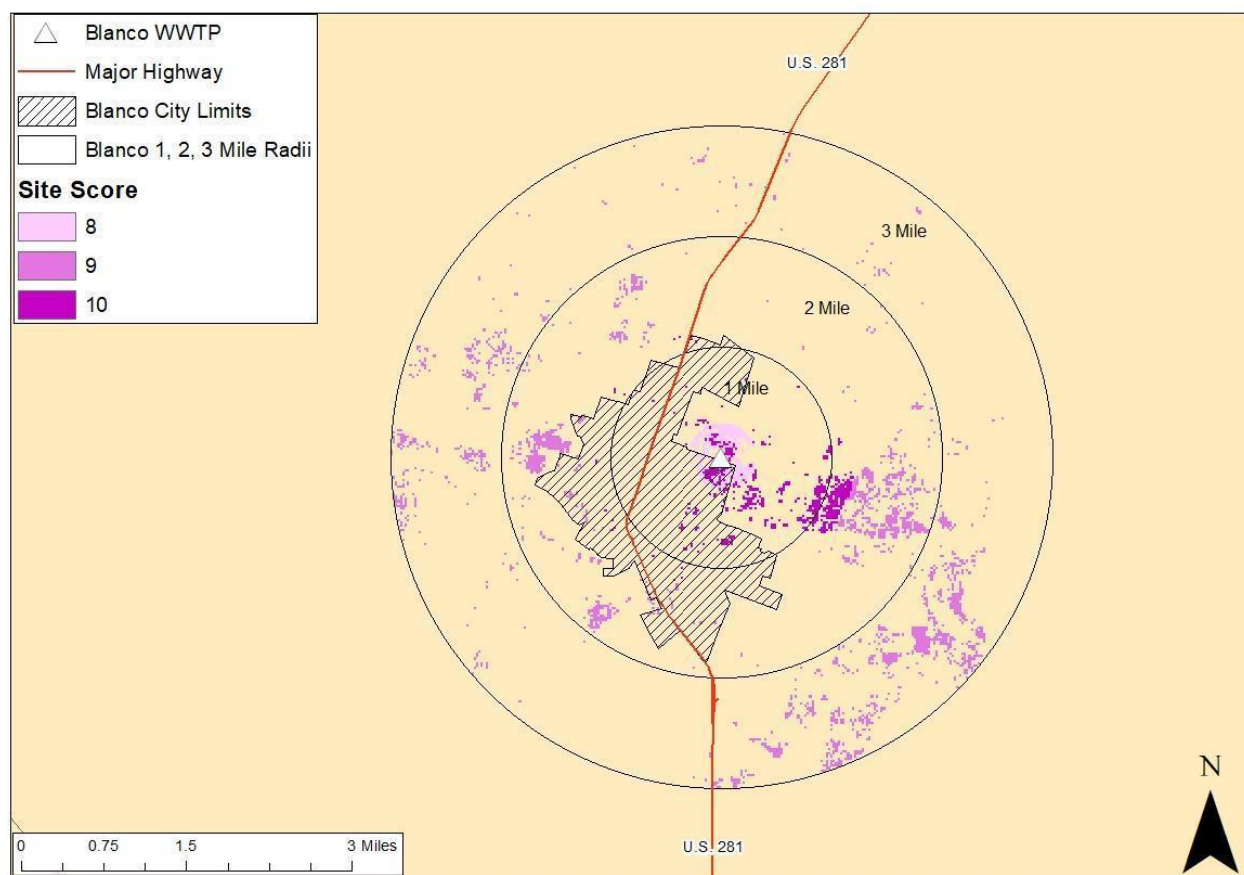 Blanco WWTP
Major Highway
Blanco City Limits
Blanco 1, 2, 3 Mile Radii
Site Score
8
9
10
U.S. 281
3 Mile
2 Mile
1 Mile
N
0 0.75 1.5 3 Miles
U.S. 281